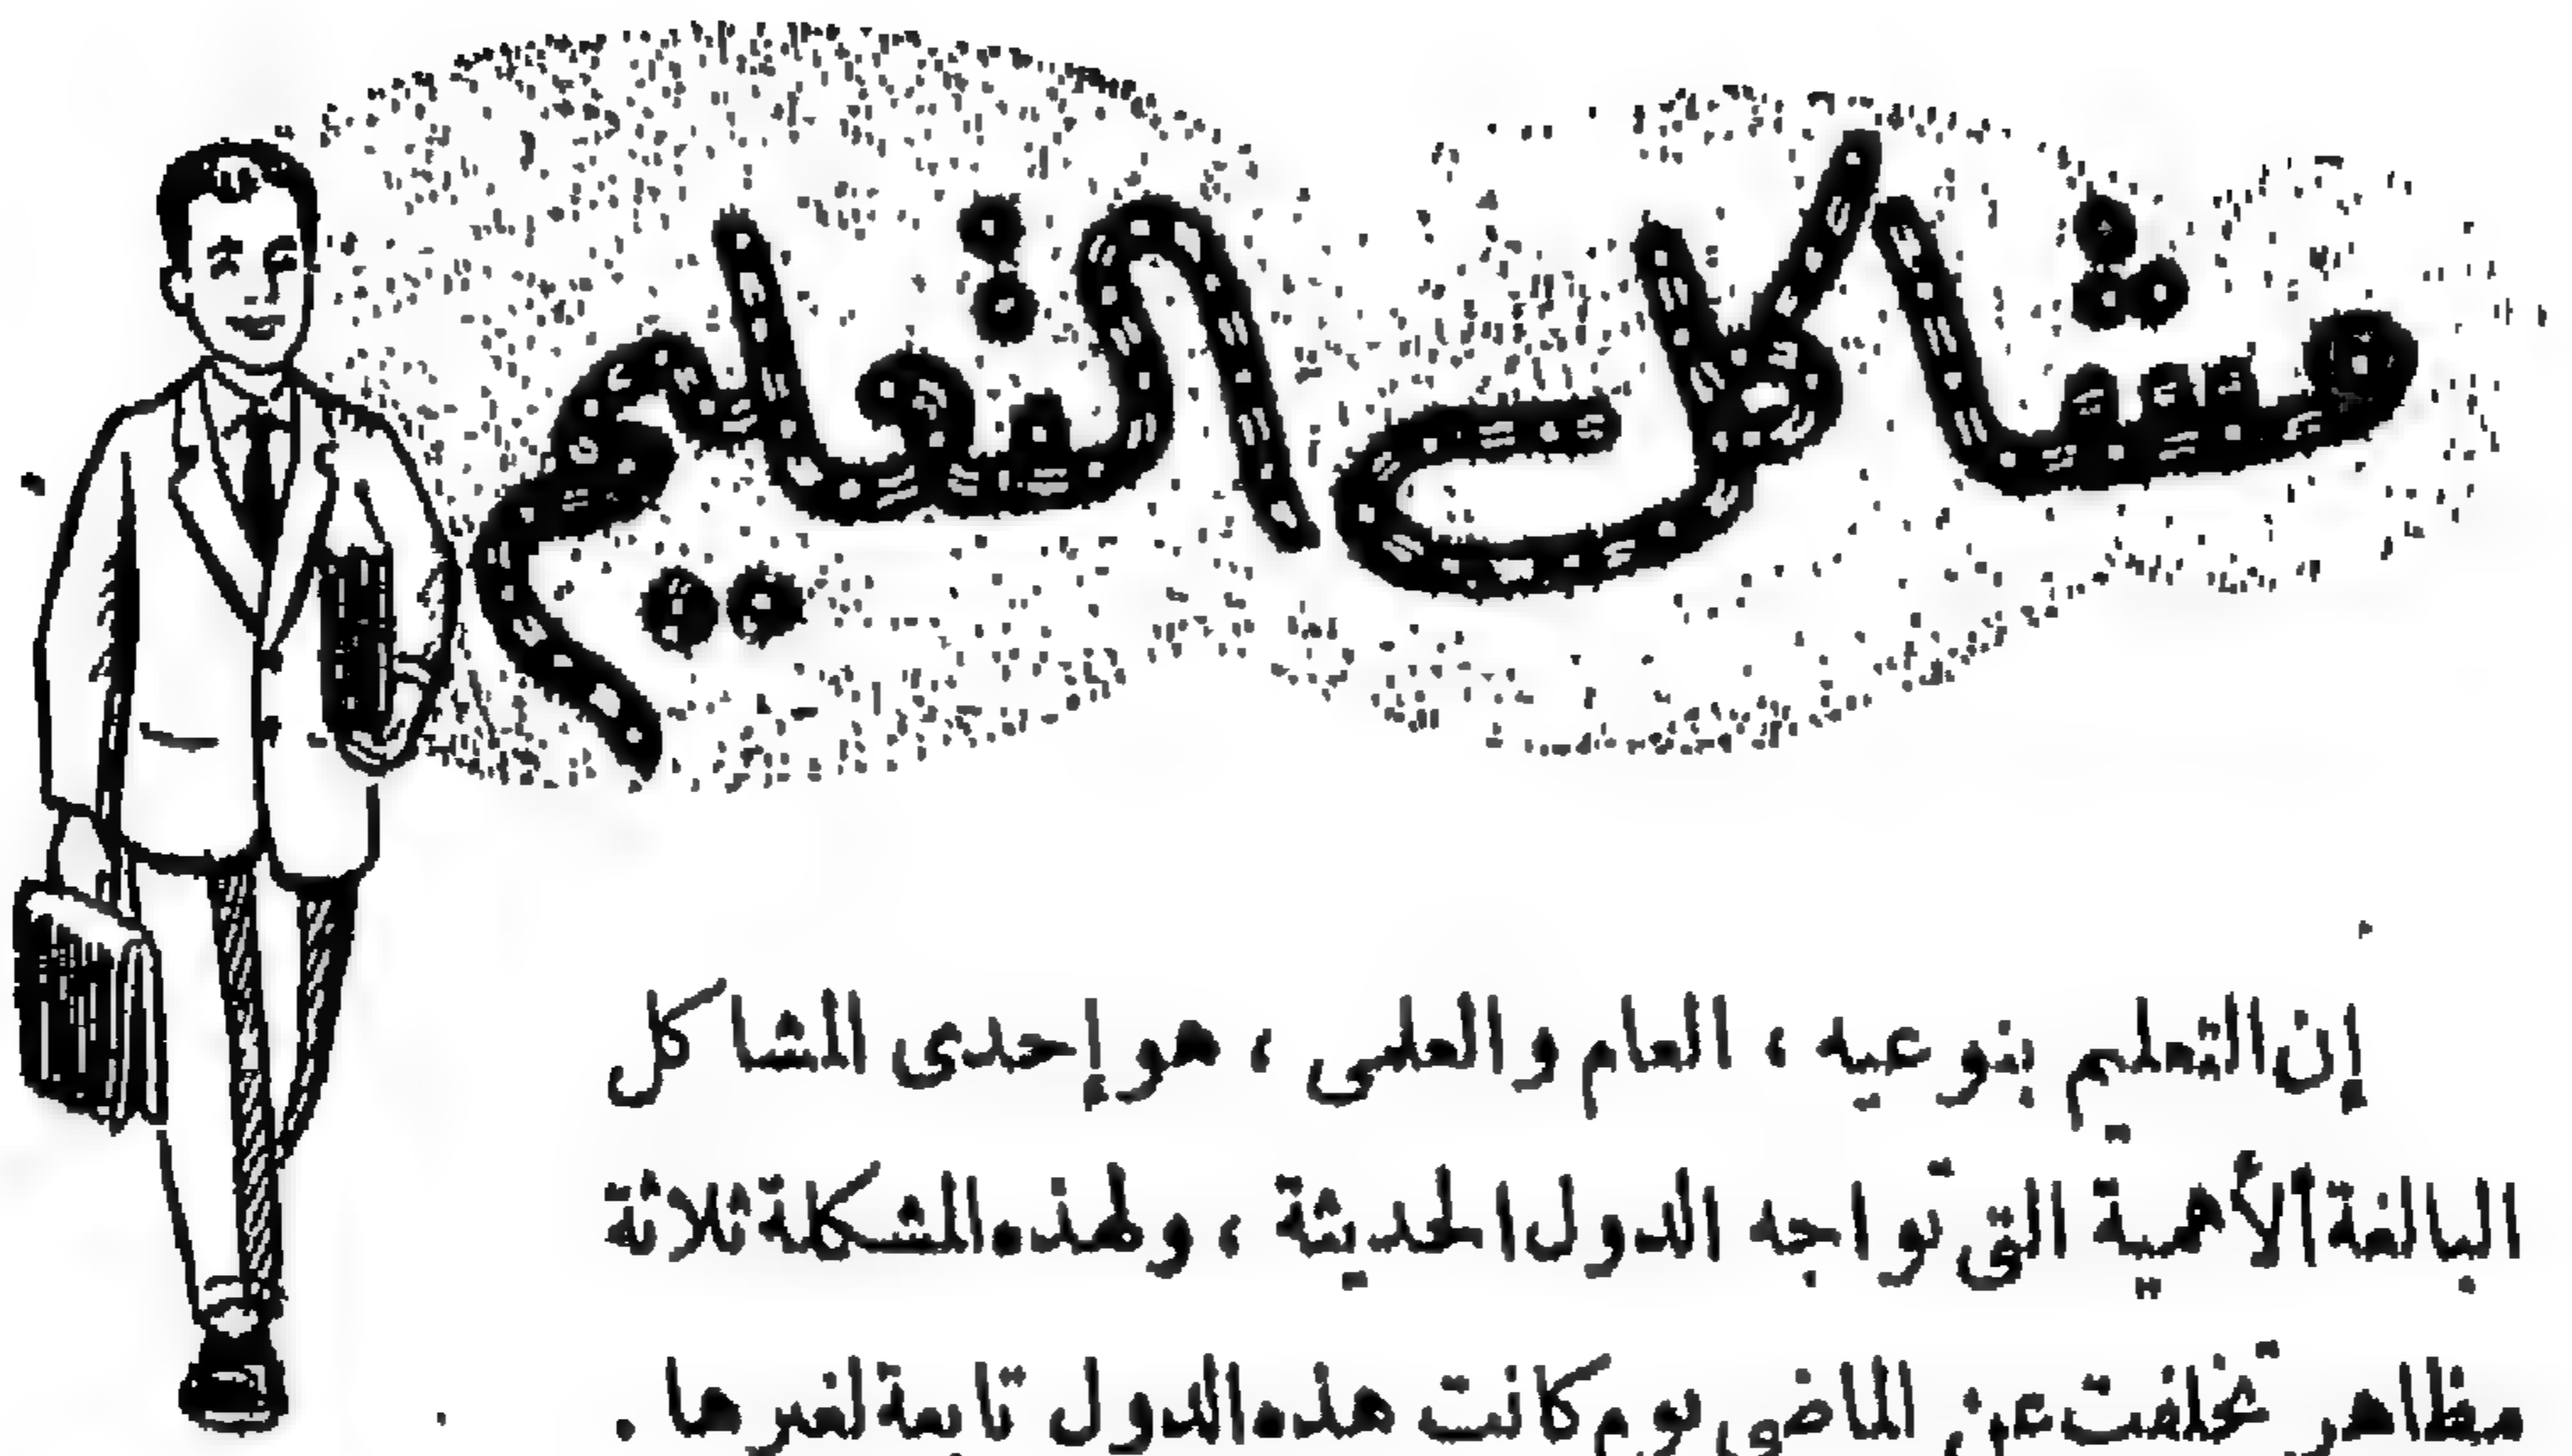 مشاكل التعليم
إن التعليم بنوعيه ، العام والعلمى ، هو إحدى المشاكل
البالغة الأهمية التى تواجه الدول الحديثة ، ولهذه المشكلة ثلاثة
مظاهر تخلفت عن الماضى يوم كانت هذه الدول تابعة لغيرها .